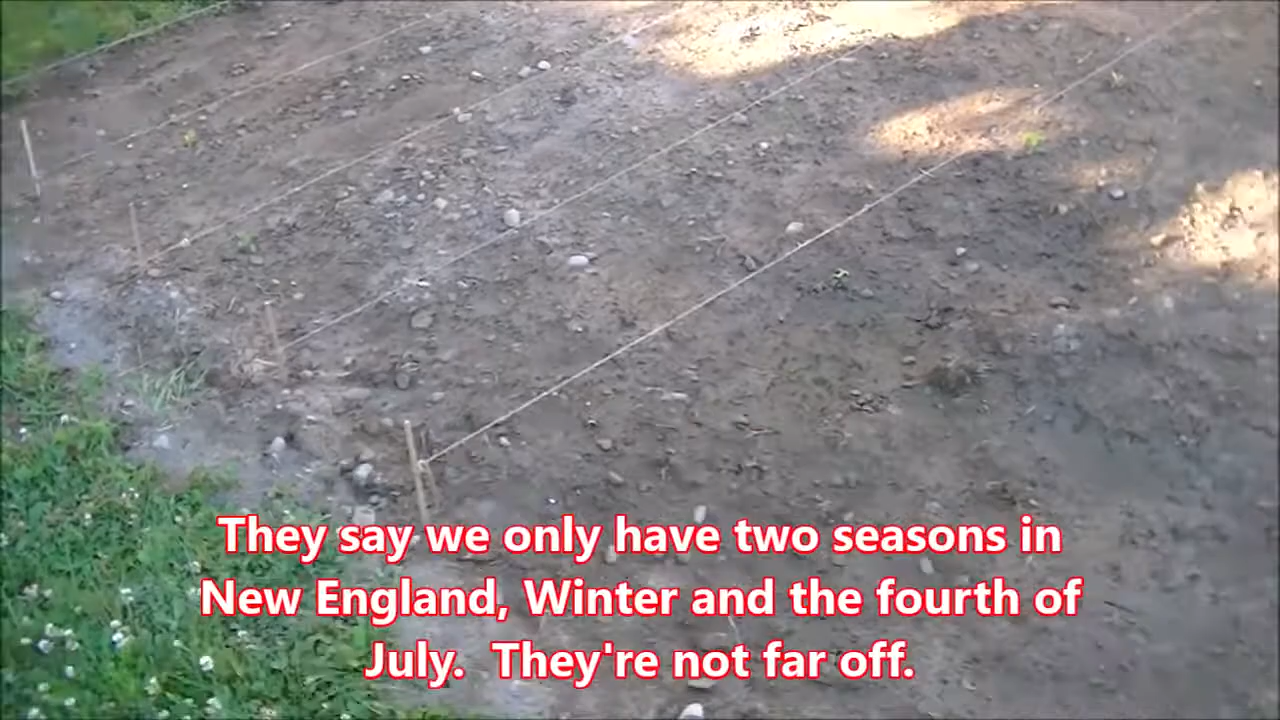 They say we only have two seasons in
New England, Winter and the fourth of
July.  They're not far off.